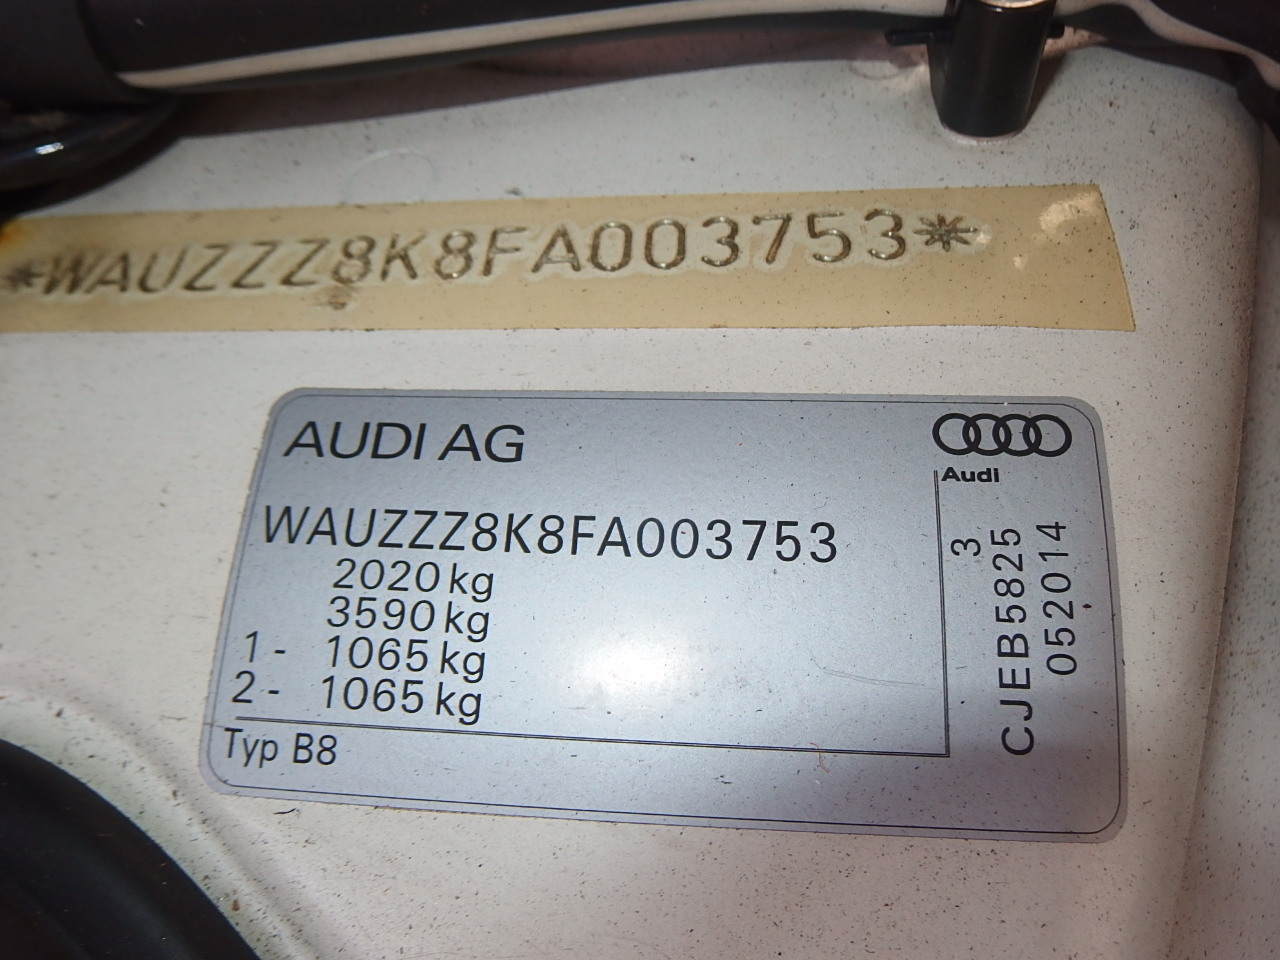 *WAUZZZ8K8FA003753*
AUDI AG
Audi
WAUZZZ8K8FA003753
2020 kg
3590 kg
1 - 1065 kg
2 - 1065 kg
Typ B8
3
CJEB5825
052014